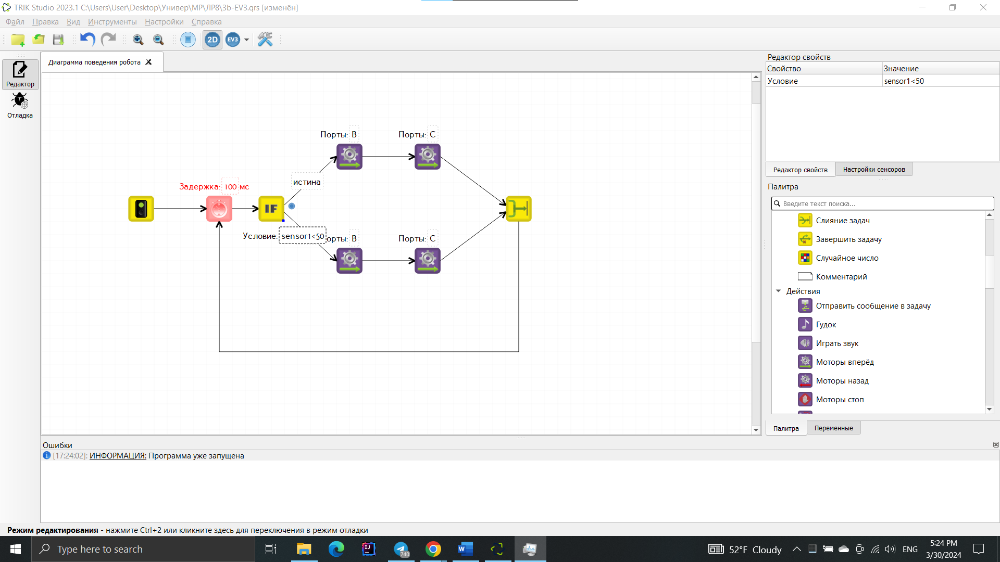 TRIK Studio 2023.1 C:\Users\User\Desktop\Универ\МР\ЛР8\3b-EV3.qrs [изменён]
Файл Правка Вид Инструменты Настройки Справка
2D EV3
Диаграмма поведения робота
Редактор
Отладка
Порты: B
Порты: C
истина
Задержка: 100 мс
IF
Условие: sensor1<50
орты: B
Порты: C
Редактор свойств
Свойство Значение
Условие sensor1<50
Редактор свойств Настройки сенсоров
Палитра
Введите текст поиска...
Слияние задач
Завершить задачу
Случайное число
Комментарий
Действия
Отправить сообщение в задачу
Гудок
Играть звук
Моторы вперёд
Моторы назад
Моторы стоп
Палитра Переменные
Ошибки
[17:24:02]: ИНФОРМАЦИЯ: Программа уже запущена
Режим редактирования - нажмите Ctrl+2 или кликните здесь для переключения в режим отладки
Type here to search
IJ
740
W
52°F Cloudy
ENG
5:24 PM
3/30/2024